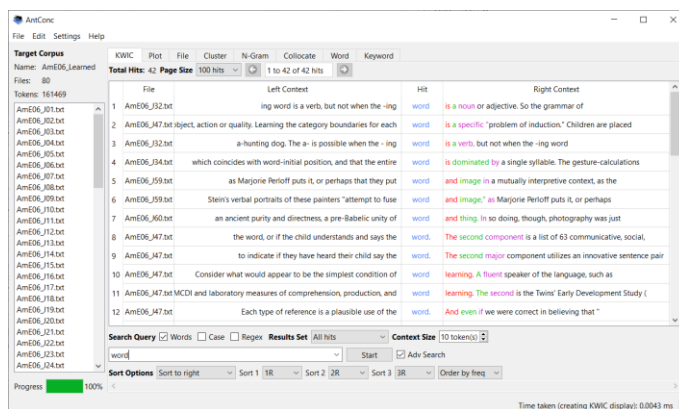 AntConc
File Edit Settings Help
Target Corpus
Name: AmE06_Learned
Files: 80
Tokens: 161469
AmE06_J01.txt
AmE06_J02.txt
AmE06_J03.txt
AmE06_J04.txt
AmE06_J05.txt
AmE06_J06.txt
AmE06_J07.txt
AmE06_J08.txt
AmE06_J09.txt
AmE06_J10.txt
AmE06_J11.txt
AmE06_J12.txt
AmE06_J13.txt
AmE06_J14.txt
AmE06_J15.txt
AmE06_J16.txt
AmE06_J17.txt
AmE06_J18.txt
AmE06_J19.txt
AmE06_J20.txt
AmE06_J21.txt
AmE06_J22.txt
AmE06_J23.txt
AmE06_J24.txt
Progress 100%
KWIC Plot File Cluster N-Gram Collocate Word Keyword
Total Hits: 42 Page Size 100 hits 1 to 42 of 42 hits
File Left Context Hit Right Context
1 AmE06_J32.txt ing word is a verb, but not when the -ing word is a noun or adjective. So the grammar of
2 AmE06_J47.txt object, action or quality. Learning the category boundaries for each word is a specific "problem of induction." Children are placed
3 AmE06_J32.txt a-hunting dog. The a- is possible when the - ing word is a verb, but not when the -ing word
4 AmE06_J34.txt which coincides with word-initial position, and that the entire word is dominated by a single syllable. The gesture-calculations
5 AmE06_J59.txt as Marjorie Perloff puts it, or perhaps that they put word and image in a mutually interpretive context, as the
6 AmE06_J59.txt Stein's verbal portraits of these painters "attempt to fuse word and image," as Marjorie Perloff puts it, or perhaps
7 AmE06_J60.txt an ancient purity and directness, a pre-Babelic unity of word and thing. In so doing, though, photography was just
8 AmE06_J47.txt the word, or if the child understands and says the word. The second component is a list of 63 communicative, social,
9 AmE06_J47.txt to indicate if they have heard their child say the word. The second major component utilizes an innovative sentence pair
10 AmE06_J47.txt Consider what would appear to be the simplest condition of word learning. A fluent speaker of the language, such as
11 AmE06_J47.txt MCDI and laboratory measures of comprehension, production, and word learning. The second is the Twins' Early Development Study (
12 AmE06_J47.txt Each type of reference is a plausible use of the word. And even if we were correct in believing that "
Search Query Words Case Regex Results Set All hits Context Size 10 token(s)
word Start Adv Search
Sort Options Sort to right Sort 1 1R Sort 2 2R Sort 3 3R Order by freq
Time taken (creating KWIC display): 0.0043 ms